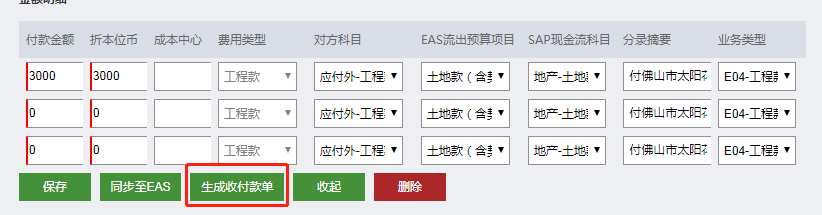 付款金额 折本位币 成本中心 费用类型 对方科目 EAS流出预算项目 SAP现金流科目 分录摘要 业务类型
3000 3000 工程款 应付外-工程 土地款（含 地产-土地 付佛山市太阳 E04-工程款
0 0 工程款 应付外-工程 土地款（含 地产-土地 付佛山市太阳 E04-工程款
0 0 工程款 应付外-工程 土地款（含 地产-土地 付佛山市太阳 E04-工程款
保存 同步至EAS 生成收付款单 收起 删除